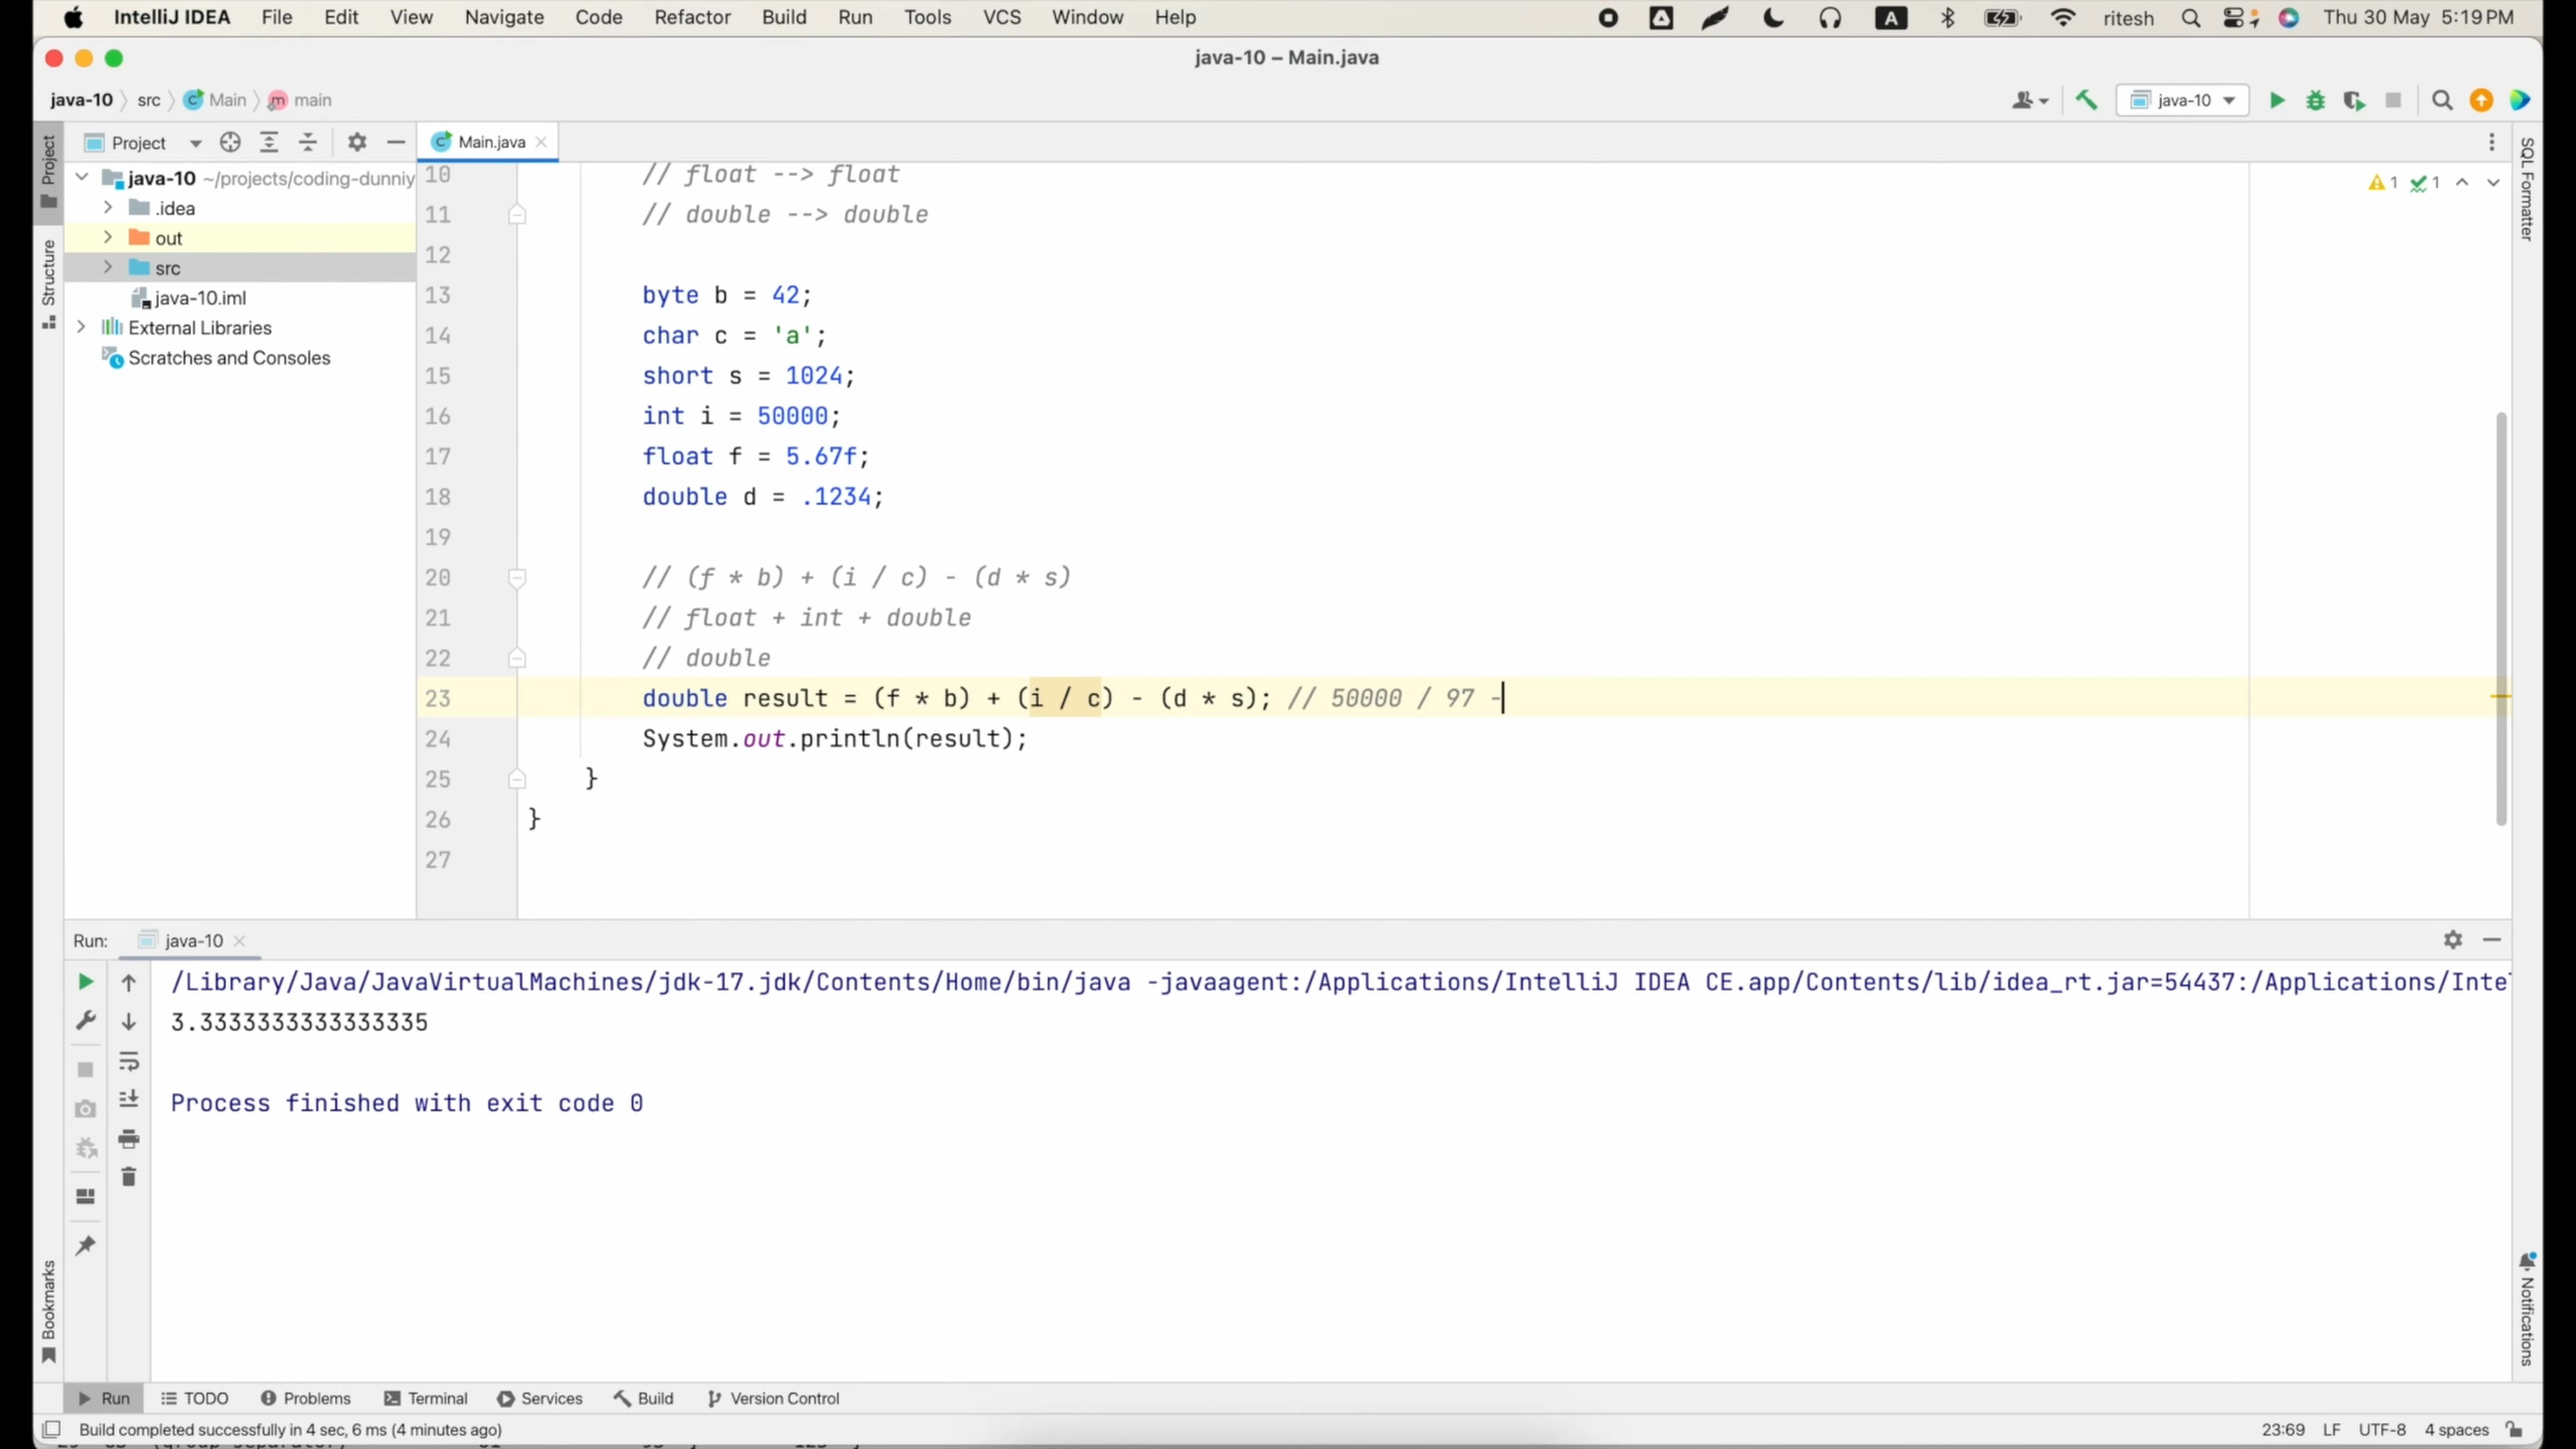 IntelliJ IDEA File Edit View Navigate Code Refactor Build Run Tools VCS Window Help A ritesh Thu 30 May 5:19 PM
java-10 – Main.java
java-10 src Main main java-10
Project Main.java
java-10 ~/projects/coding-dunniy
.idea
out
src
java-10.iml
External Libraries
Scratches and Consoles
Project
Structure
Bookmarks
10 // float --> float
11 // double --> double
12
13 byte b = 42;
14 char c = 'a';
15 short s = 1024;
16 int i = 50000;
17 float f = 5.67f;
18 double d = .1234;
19
20 // (f * b) + (i / c) - (d * s)
21 // float + int + double
22 // double
23 double result = (f * b) + (i / c) - (d * s); // 50000 / 97 -
24 System.out.println(result);
25 }
26 }
27
1 1
SQL Formatter
Notifications
Run: java-10
/Library/Java/JavaVirtualMachines/jdk-17.jdk/Contents/Home/bin/java -javaagent:/Applications/IntelliJ IDEA CE.app/Contents/lib/idea_rt.jar=54437:/Applications/Inte
3.3333333333333335
Process finished with exit code 0
Run TODO Problems Terminal Services Build Version Control
Build completed successfully in 4 sec, 6 ms (4 minutes ago) 23:69 LF UTF-8 4 spaces